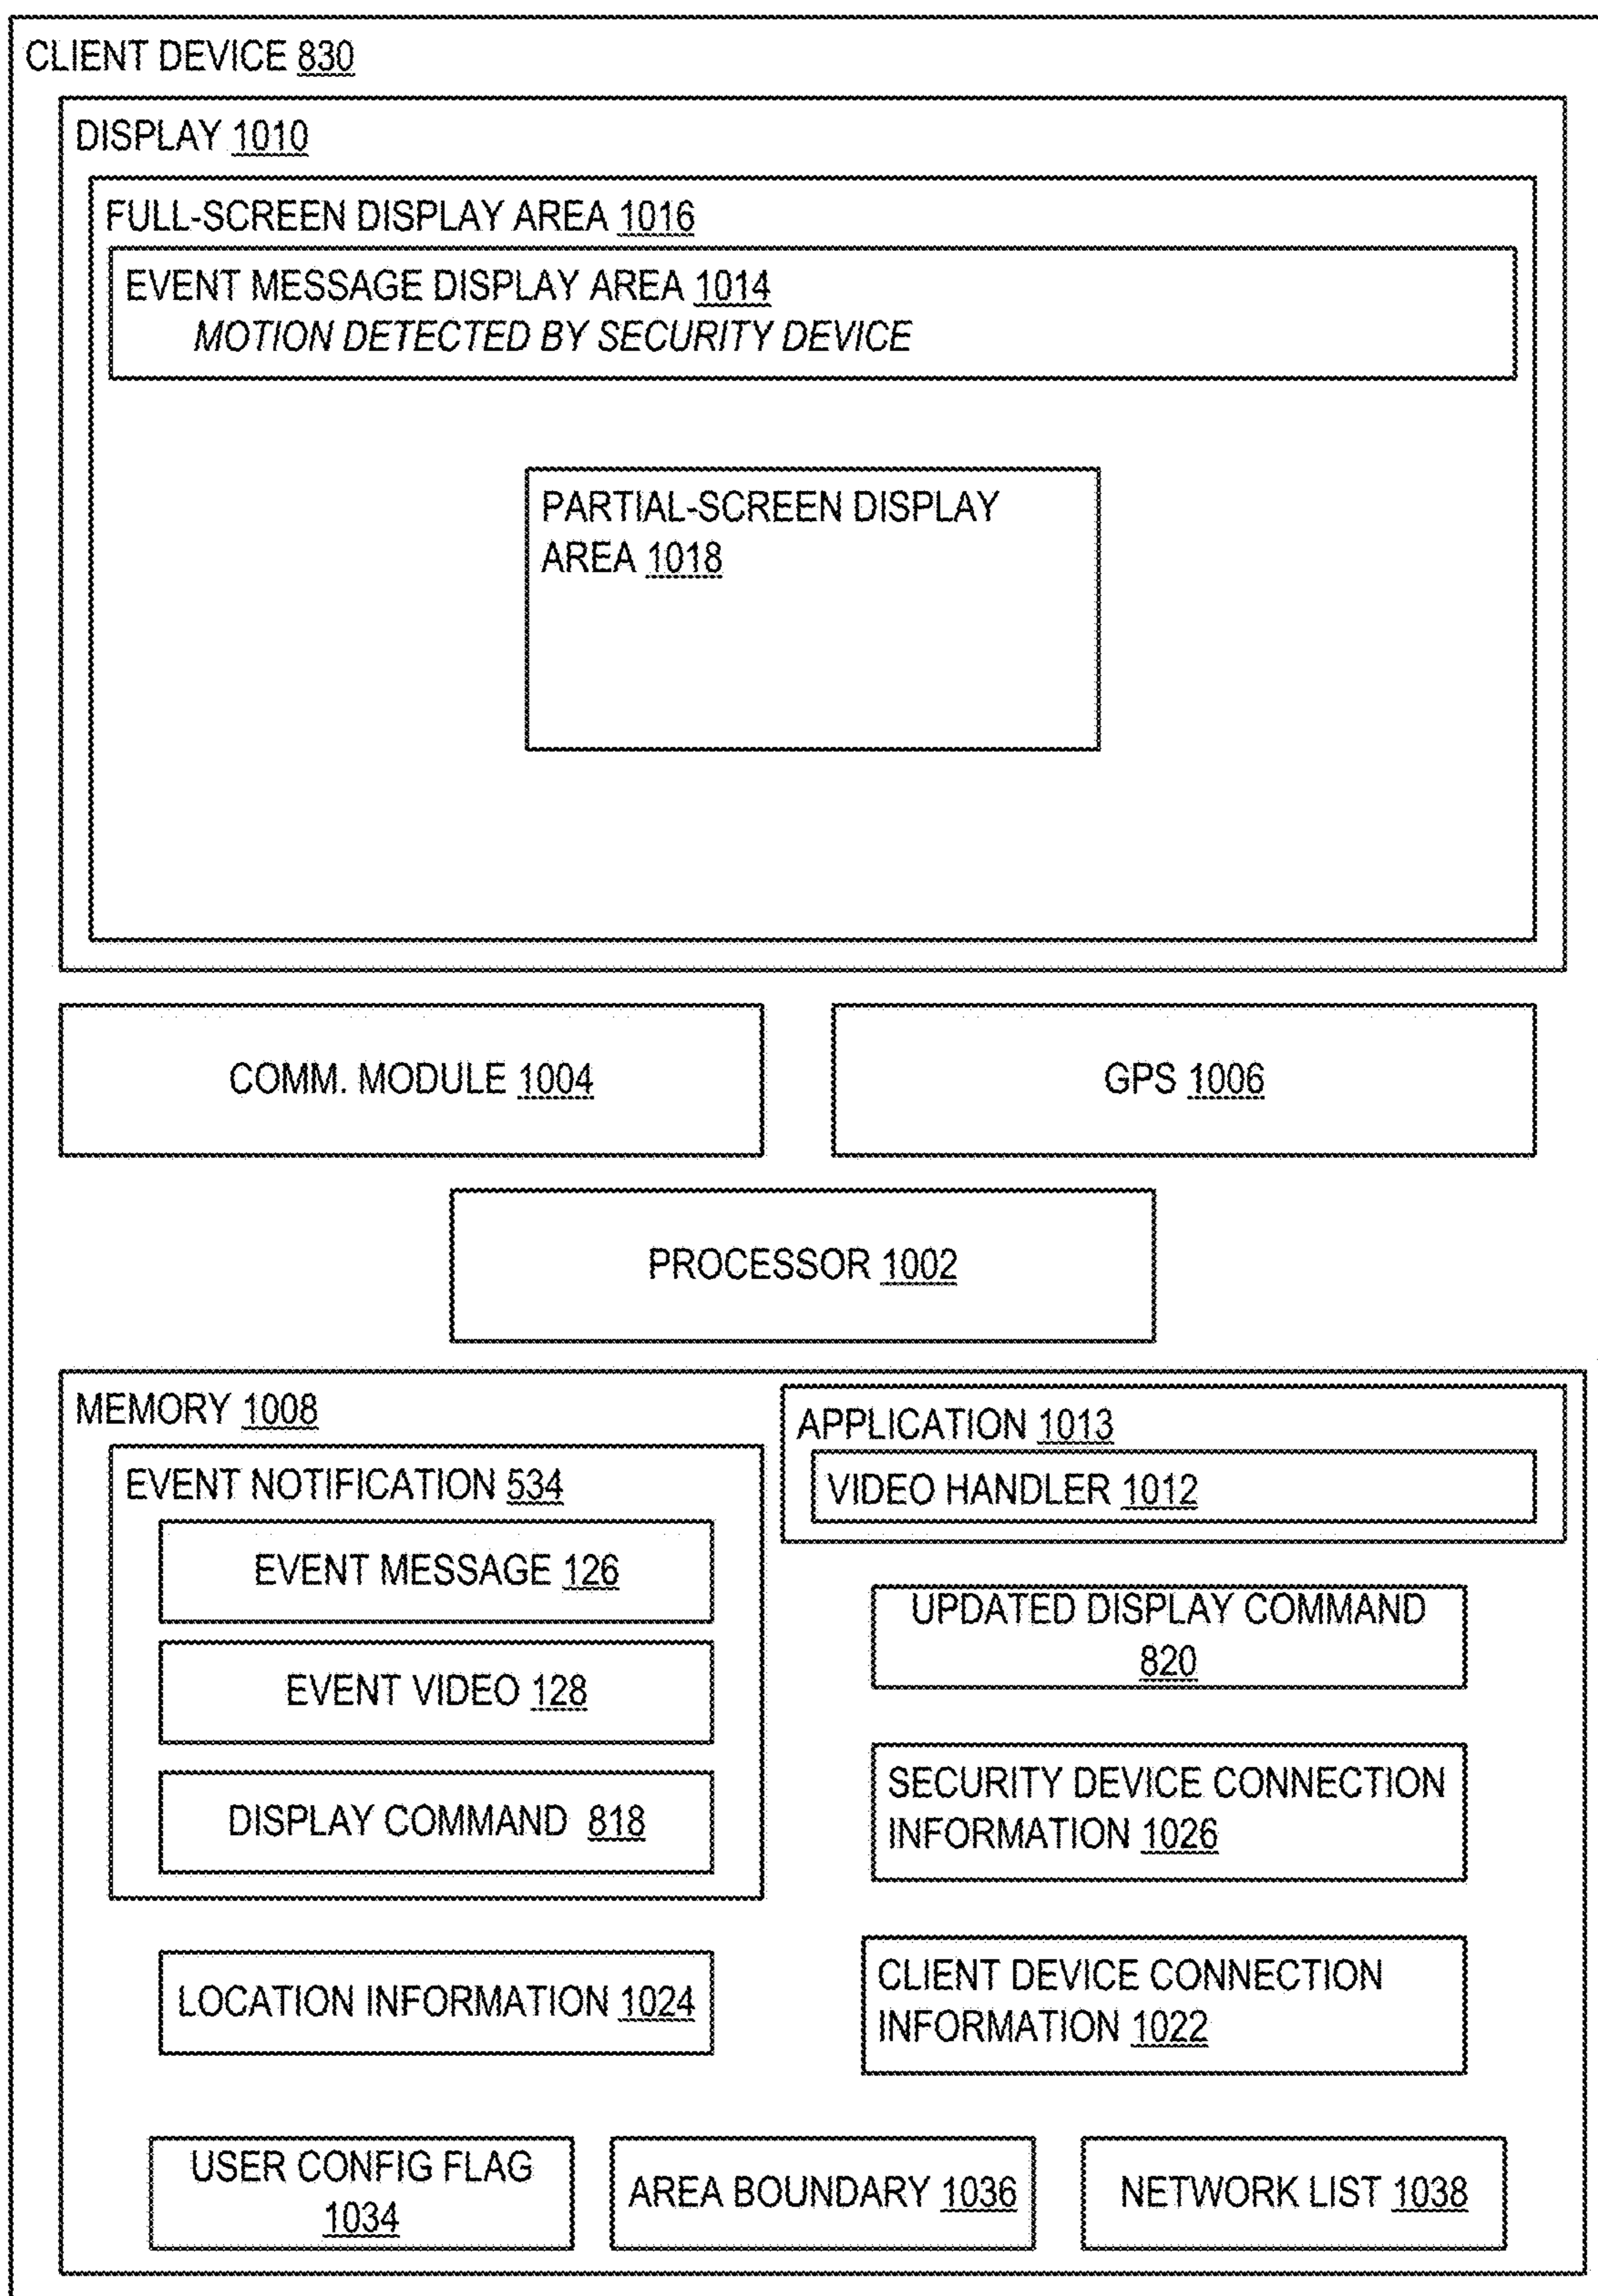 CLIENT DEVICE 830
DISPLAY 1010
FULL-SCREEN DISPLAY AREA 1016
EVENT MESSAGE DISPLAY AREA 1014
MOTION DETECTED BY SECURITY DEVICE
PARTIAL-SCREEN DISPLAY
AREA 1018
COMM. MODULE 1004
GPS 1006
PROCESSOR 1002
MEMORY 1008
EVENT NOTIFICATION 534
EVENT MESSAGE 126
EVENT VIDEO 128
DISPLAY COMMAND 818
LOCATION INFORMATION 1024
APPLICATION 1013
VIDEO HANDLER 1012
UPDATED DISPLAY COMMAND
820
SECURITY DEVICE CONNECTION
INFORMATION 1026
CLIENT DEVICE CONNECTION
INFORMATION 1022
USER CONFIG FLAG
1034
AREA BOUNDARY 1036
NETWORK LIST 1038